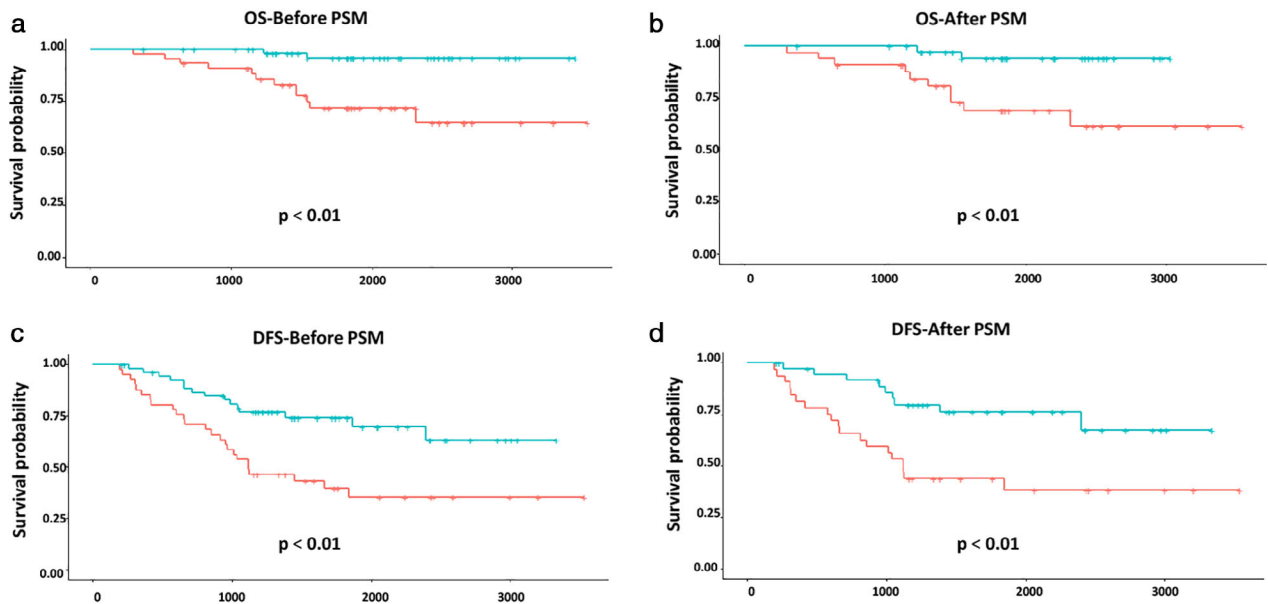 a
OS-Before PSM
Survival probability
1.00
0.75
0.50
0.25
0.00
p < 0.01
0 1000 2000 3000
b
OS-After PSM
Survival probability
1.00
0.75
0.50
0.25
0.00
p < 0.01
0 1000 2000 3000
c
DFS-Before PSM
Survival probability
1.00
0.75
0.50
0.25
0.00
p < 0.01
0 1000 2000 3000
d
DFS-After PSM
Survival probability
1.00
0.75
0.50
0.25
0.00
p < 0.01
0 1000 2000 3000